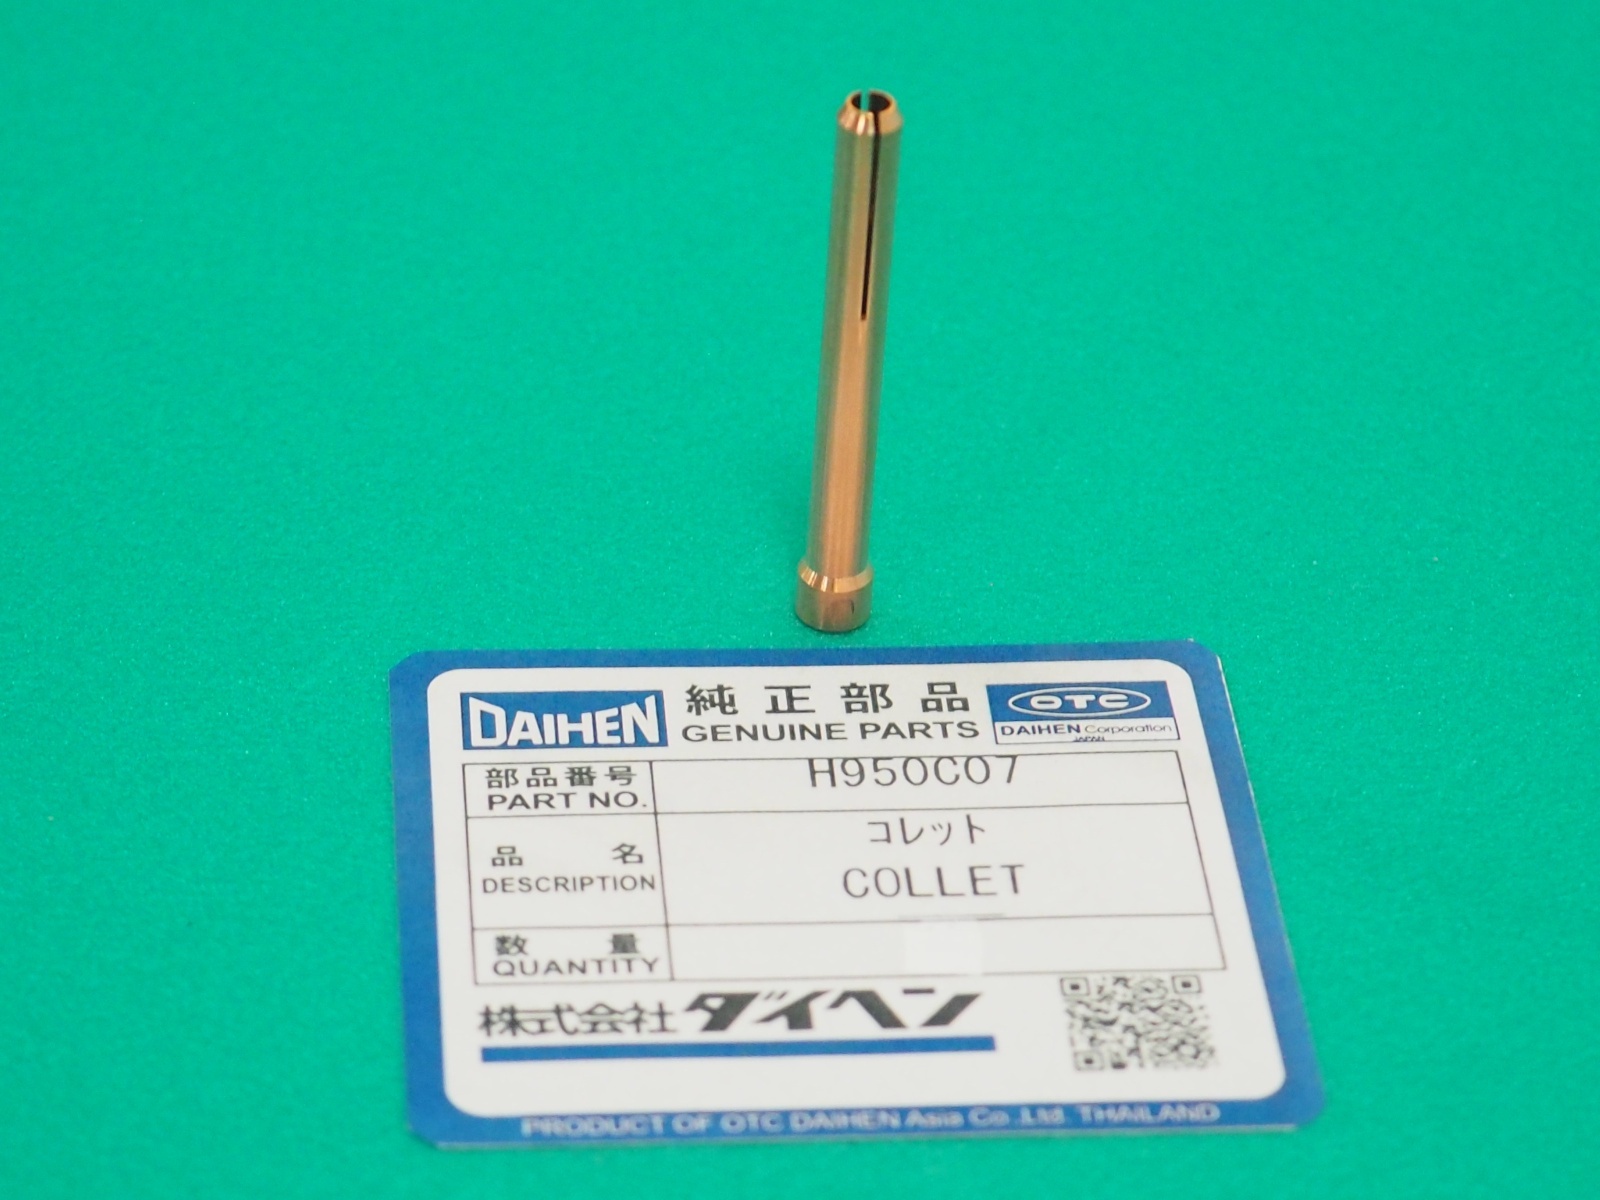 DAIHEN 純正部品 OTC
GENUINE PARTS DAIHEN Corporation
JAPAN
部品番号 H950C07
PART NO.
コレット
品名
COLLET
DESCRIPTION
数量
QUANTITY
株式会社ダイヘン
PRODUCT OF OTC DAIHEN Asia Co.,Ltd. THAILAND